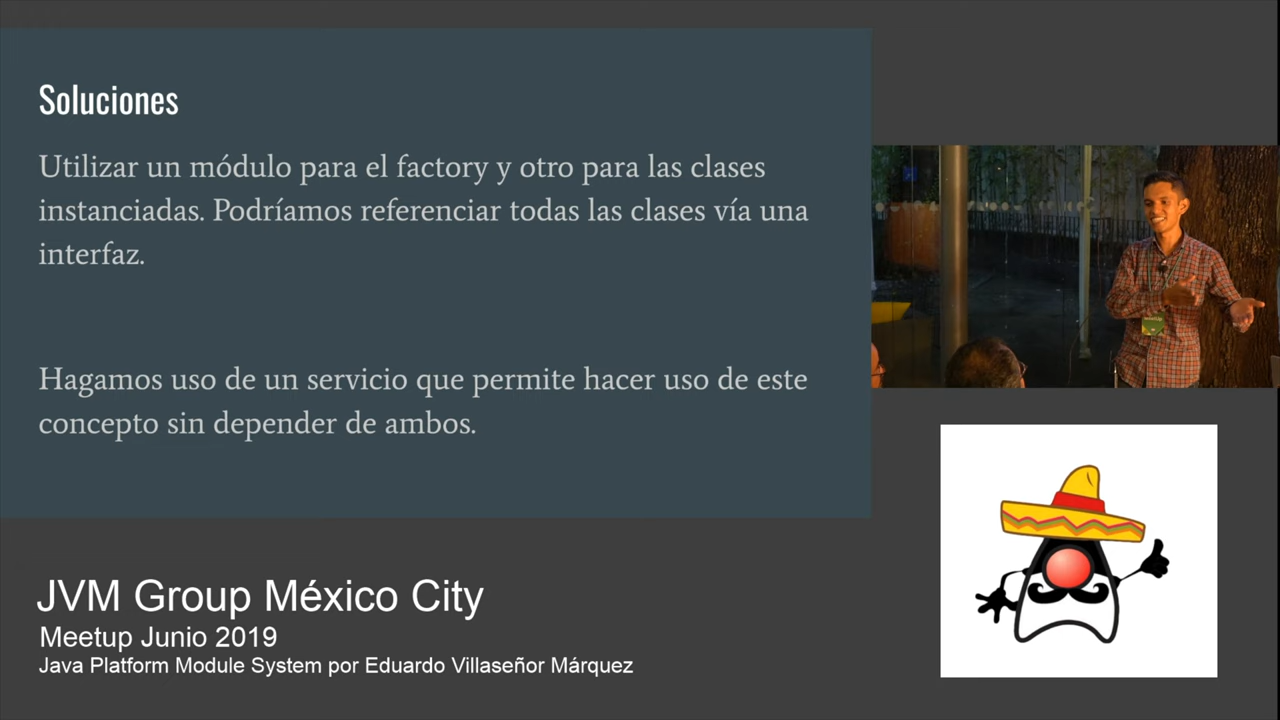 Soluciones
Utilizar un módulo para el factory y otro para las clases
instanciadas. Podríamos referenciar todas las clases vía una
interfaz.
Hagamos uso de un servicio que permite hacer uso de este
concepto sin depender de ambos.
JVM Group México City
Meetup Junio 2019
Java Platform Module System por Eduardo Villaseñor Márquez